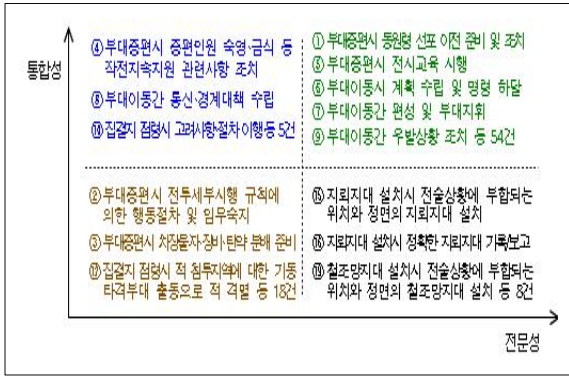 통합성
④ 부대증편시 증편인원 숙영·급식 등
작전지속지원 관련사항 조치
⑧ 부대이동간 통신·경계대책 수립
⑩ 집결지 점령시 고려사항·절차 이행 등 5건
① 부대증편시 동원령 선포 이전 준비 및 조치
⑤ 부대증편시 전시교육 시행
⑥ 부대이동시 계획 수립 및 명령 하달
⑦ 부대이동간 편성 및 부대지휘
⑨ 부대이동간 우발상황 조치 등 54건
② 부대증편시 전투세부시행 규칙에
의한 행동절차 및 임무숙지
③ 부대증편시 치장물자·장비·탄약 분배 준비
⑰ 집결지 점령시 적 침투지역에 대한 기동
타격부대 출동으로 적 격멸 등 18건
⑮ 지뢰지대 설치시 전술상황에 부합되는
위치와 정면의 지뢰지대 설치
⑯ 지뢰지대 설치시 정확한 지뢰지대 기록/보고
⑲ 철조망지대 설치시 전술상황에 부합되는
위치와 정면의 철조망지대 설치 등 8건
전문성